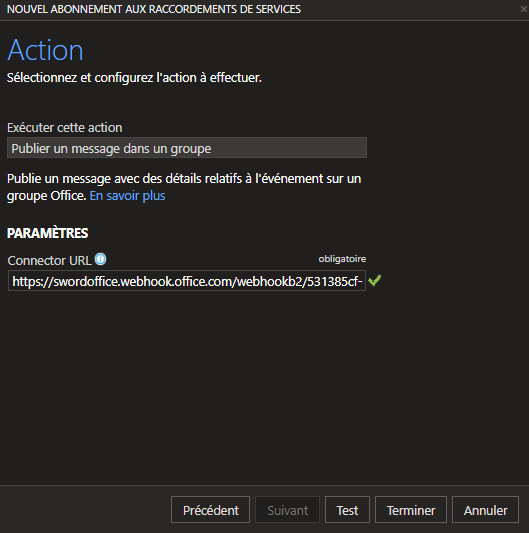 NOUVEL ABONNEMENT AUX RACCORDEMENTS DE SERVICES
Action
Sélectionnez et configurez l'action à effectuer.
Exécuter cette action
Publier un message dans un groupe
Publie un message avec des détails relatifs à l'événement sur un
groupe Office. En savoir plus
PARAMÈTRES
Connector URL obligatoire
https://swordoffice.webhook.office.com/webhookb2/531385cf-
Précédent Suivant Test Terminer Annuler